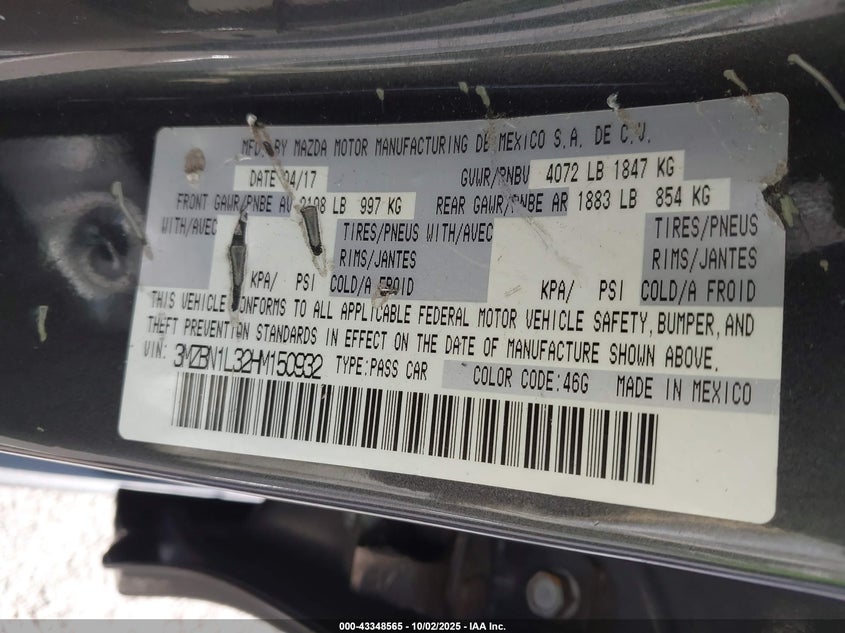 MFD. BY MAZDA MOTOR MANUFACTURING DE MEXICO S.A. DE C.V.
DATE 04/17 GVWR/PNBV 4072 LB 1847 KG
FRONT GAWR/PNBE AV 2198 LB 997 KG REAR GAWR/PNBE AR 1883 LB 854 KG
WITH/AVEC TIRES/PNEUS WITH/AVEC TIRES/PNEUS
RIMS/JANTES RIMS/JANTES
KPA/ PSI COLD/A FROID KPA/ PSI COLD/A FROID
THIS VEHICLE CONFORMS TO ALL APPLICABLE FEDERAL MOTOR VEHICLE SAFETY, BUMPER, AND
THEFT PREVENTION STANDARDS IN EFFECT ON THE DATE OF MANUFACTURE SHOWN ABOVE.
VIN: 3MZBN1L32HM150932 TYPE:PASS CAR COLOR CODE:46G MADE IN MEXICO
000-43348565 - 10/02/2025 - IAA Inc.